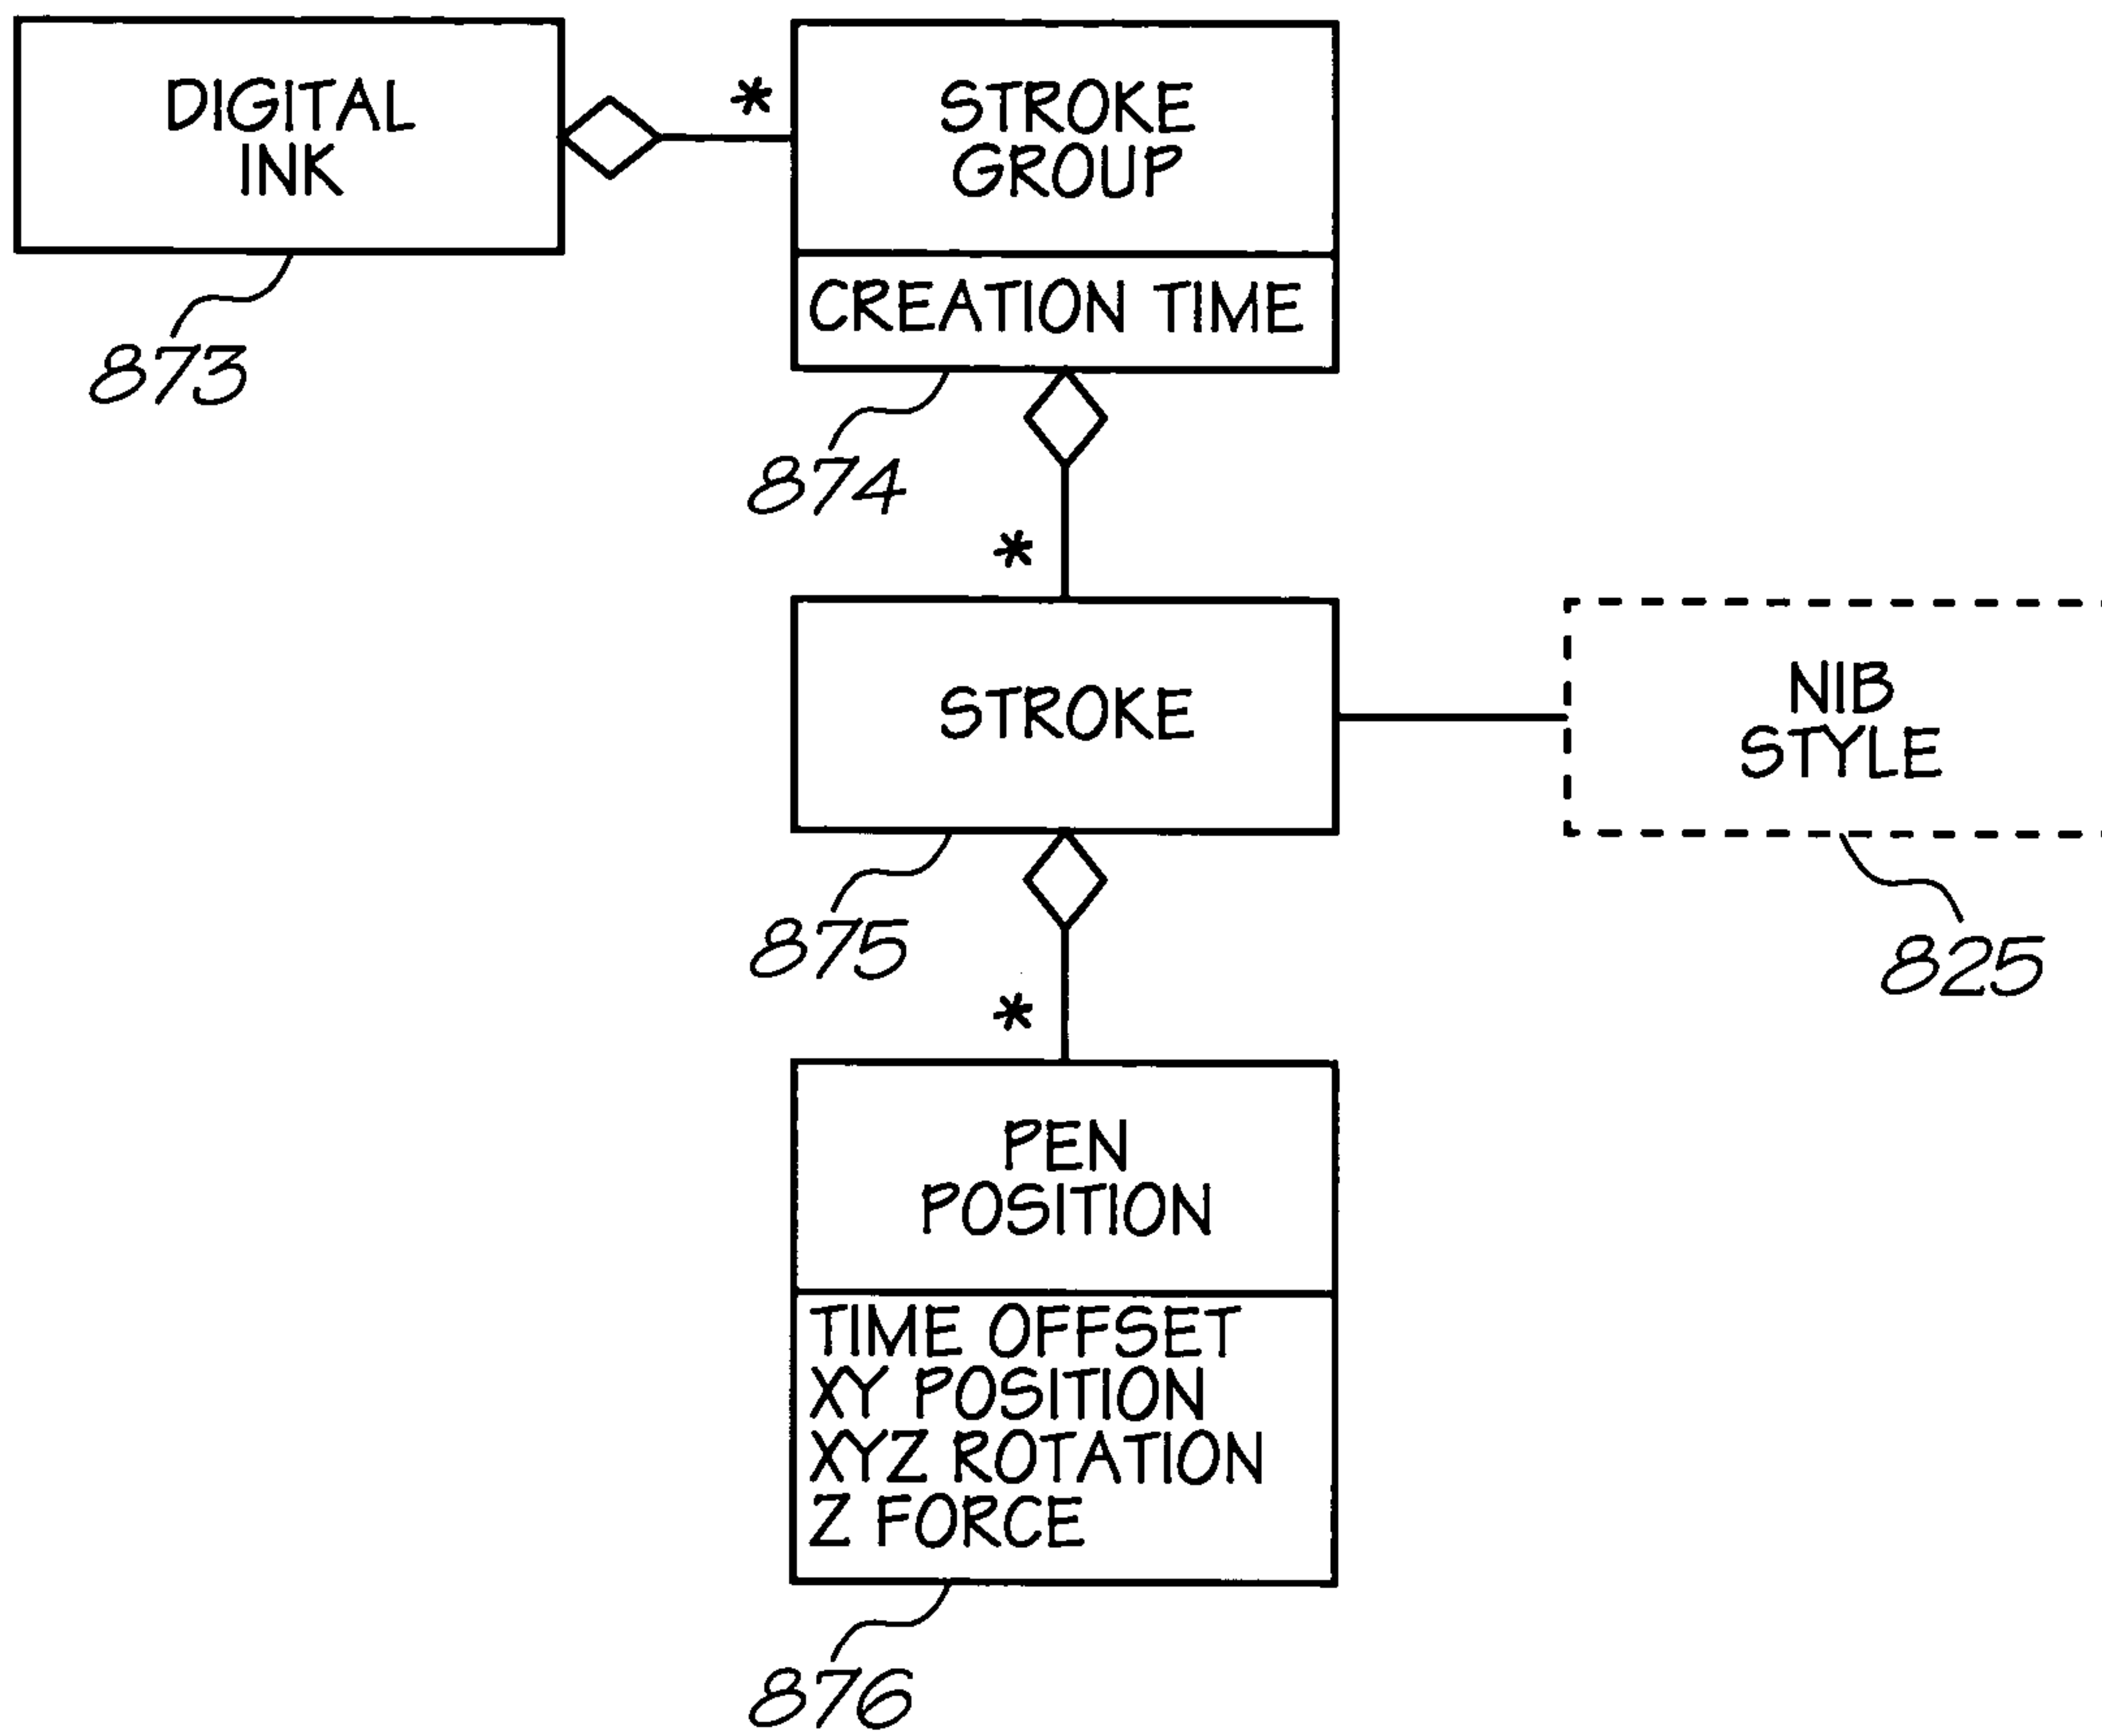 DIGITAL
INK
*
STROKE
GROUP
CREATION TIME
873
874
*
STROKE
NIB
STYLE
875
825
*
PEN
POSITION
TIME OFFSET
XY POSITION
XYZ ROTATION
Z FORCE
876